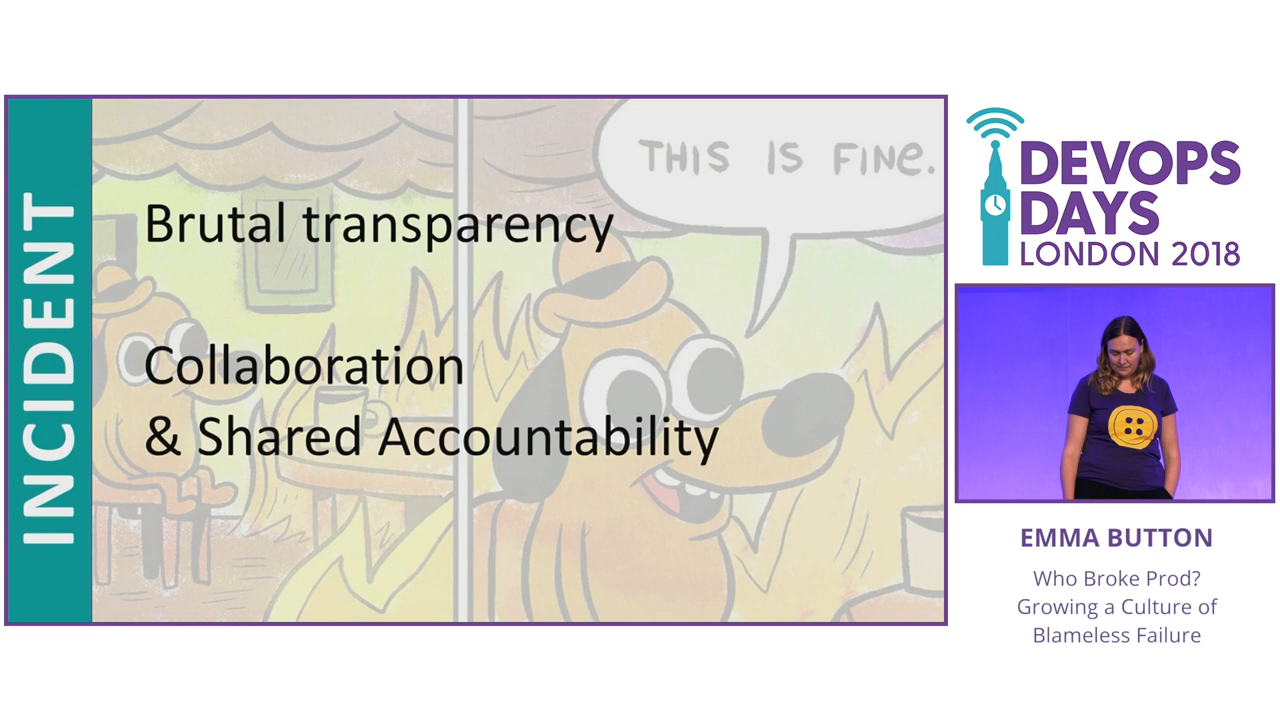 INCIDENT
THIS IS FINE.
Brutal transparency
Collaboration
& Shared Accountability
DEVOPS
DAYS
LONDON 2018
EMMA BUTTON
Who Broke Prod?
Growing a Culture of
Blameless Failure